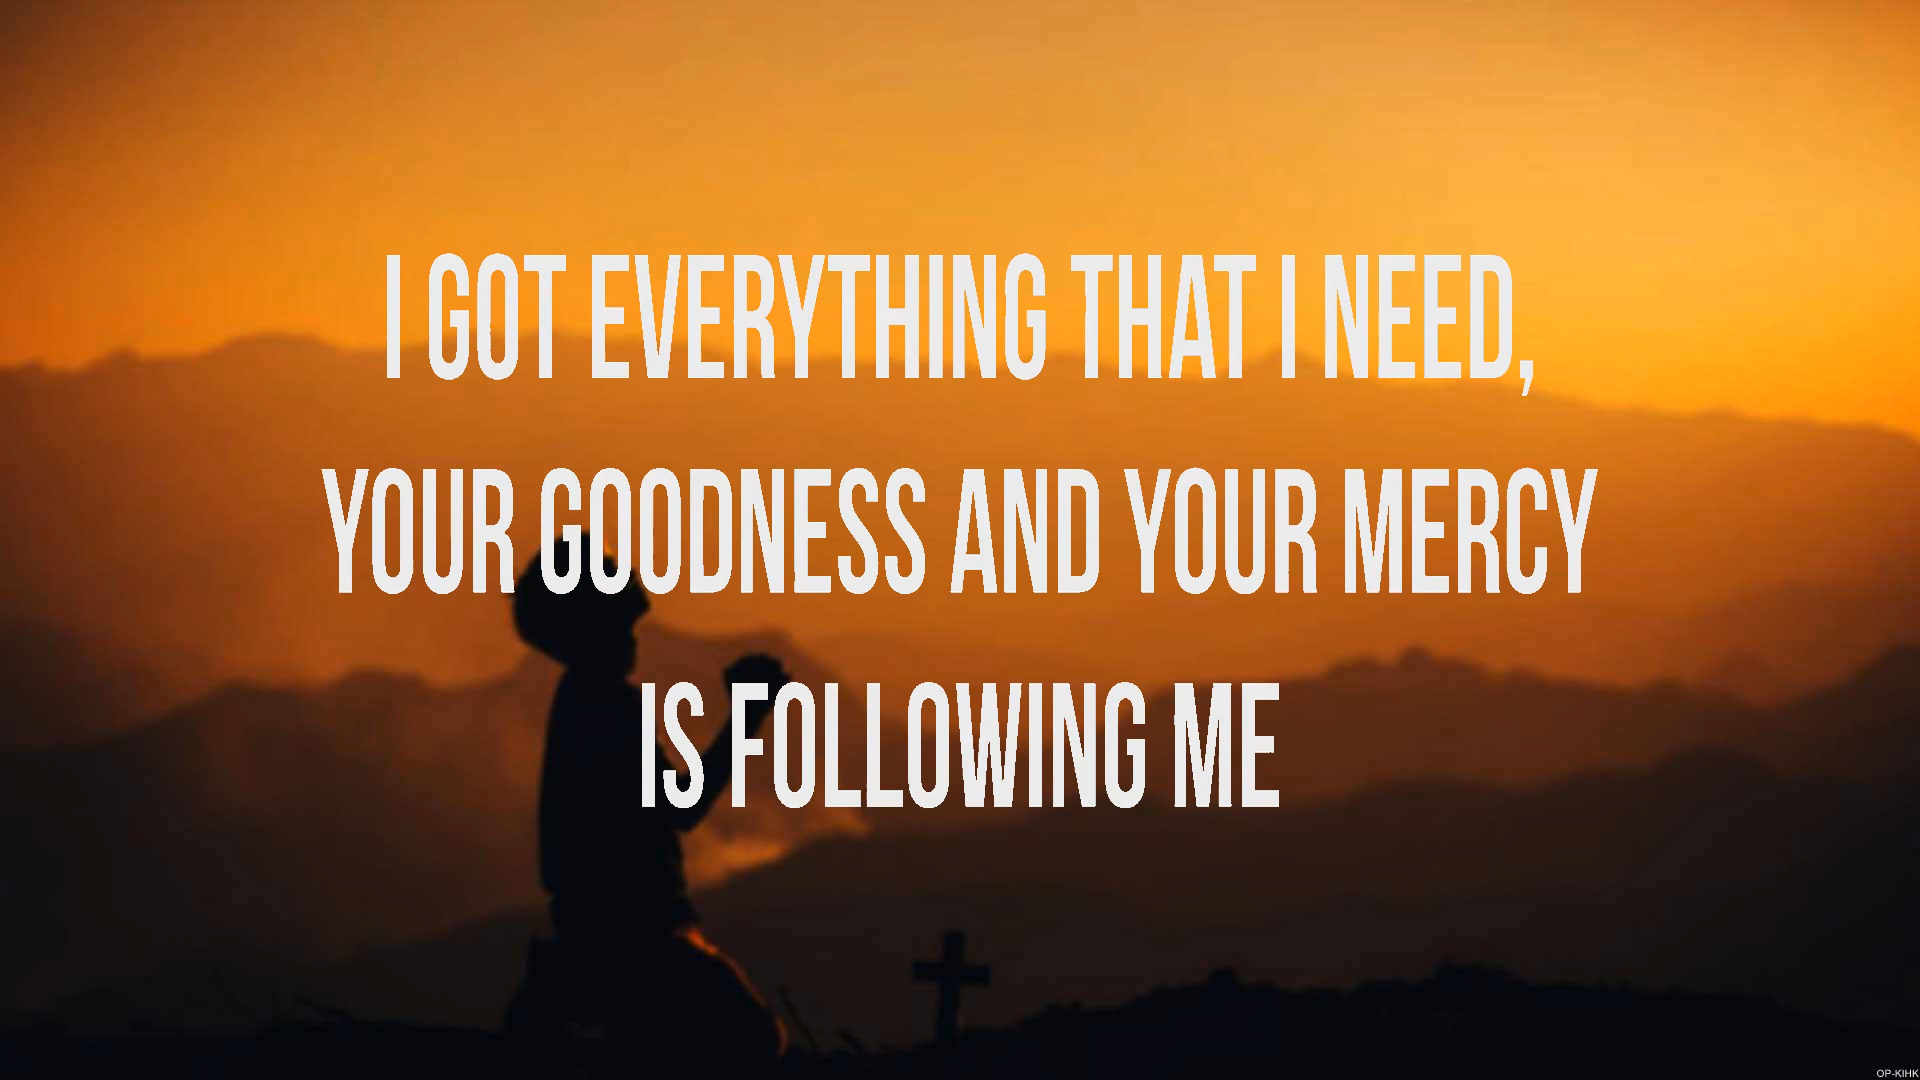 I GOT EVERYTHING THAT I NEED,
YOUR GOODNESS AND YOUR MERCY
IS FOLLOWING ME
OP-KIHK